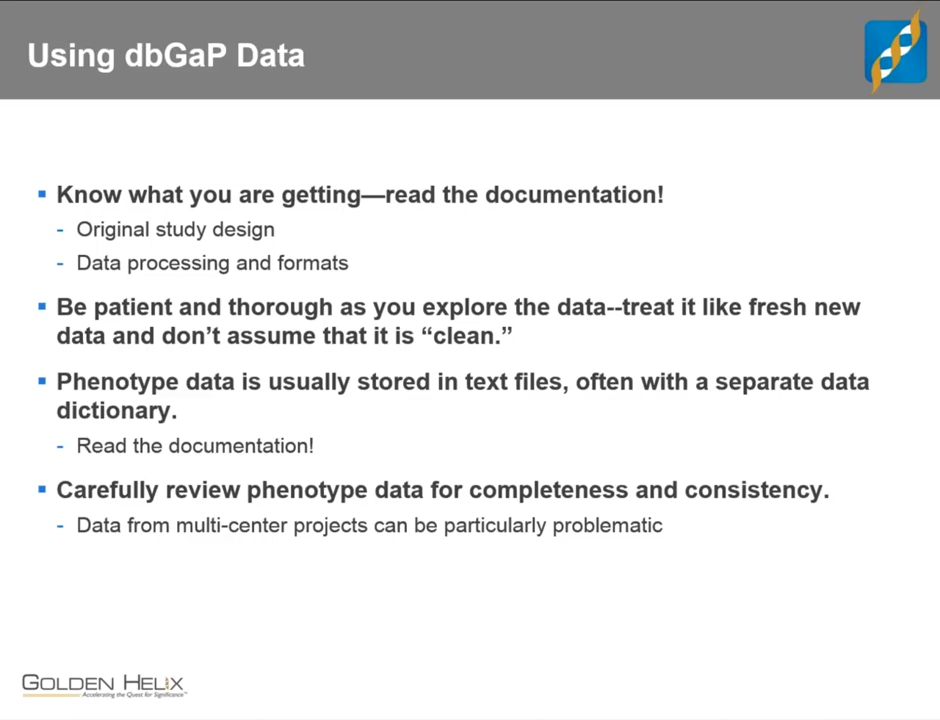 Using dbGaP Data
▪ Know what you are getting—read the documentation!
- Original study design
- Data processing and formats
▪ Be patient and thorough as you explore the data--treat it like fresh new
data and don’t assume that it is “clean.”
▪ Phenotype data is usually stored in text files, often with a separate data
dictionary.
- Read the documentation!
▪ Carefully review phenotype data for completeness and consistency.
- Data from multi-center projects can be particularly problematic
GOLDEN HELIX
Accelerating the Quest for Significance™